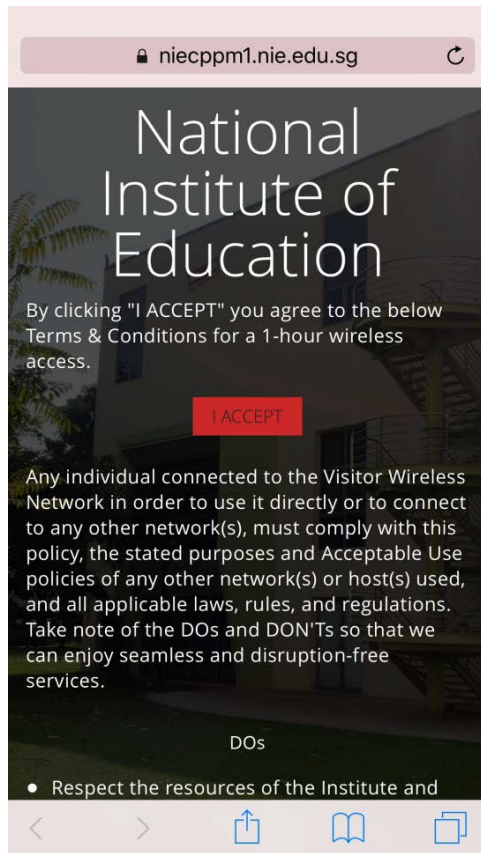 niecppm1.nie.edu.sg
National
Institute of
Education
By clicking "I ACCEPT" you agree to the below
Terms & Conditions for a 1-hour wireless
access.
I ACCEPT
Any individual connected to the Visitor Wireless
Network in order to use it directly or to connect
to any other network(s), must comply with this
policy, the stated purposes and Acceptable Use
policies of any other network(s) or host(s) used,
and all applicable laws, rules, and regulations.
Take note of the DOs and DON'Ts so that we
can enjoy seamless and disruption-free
services.
DOs
• Respect the resources of the Institute and